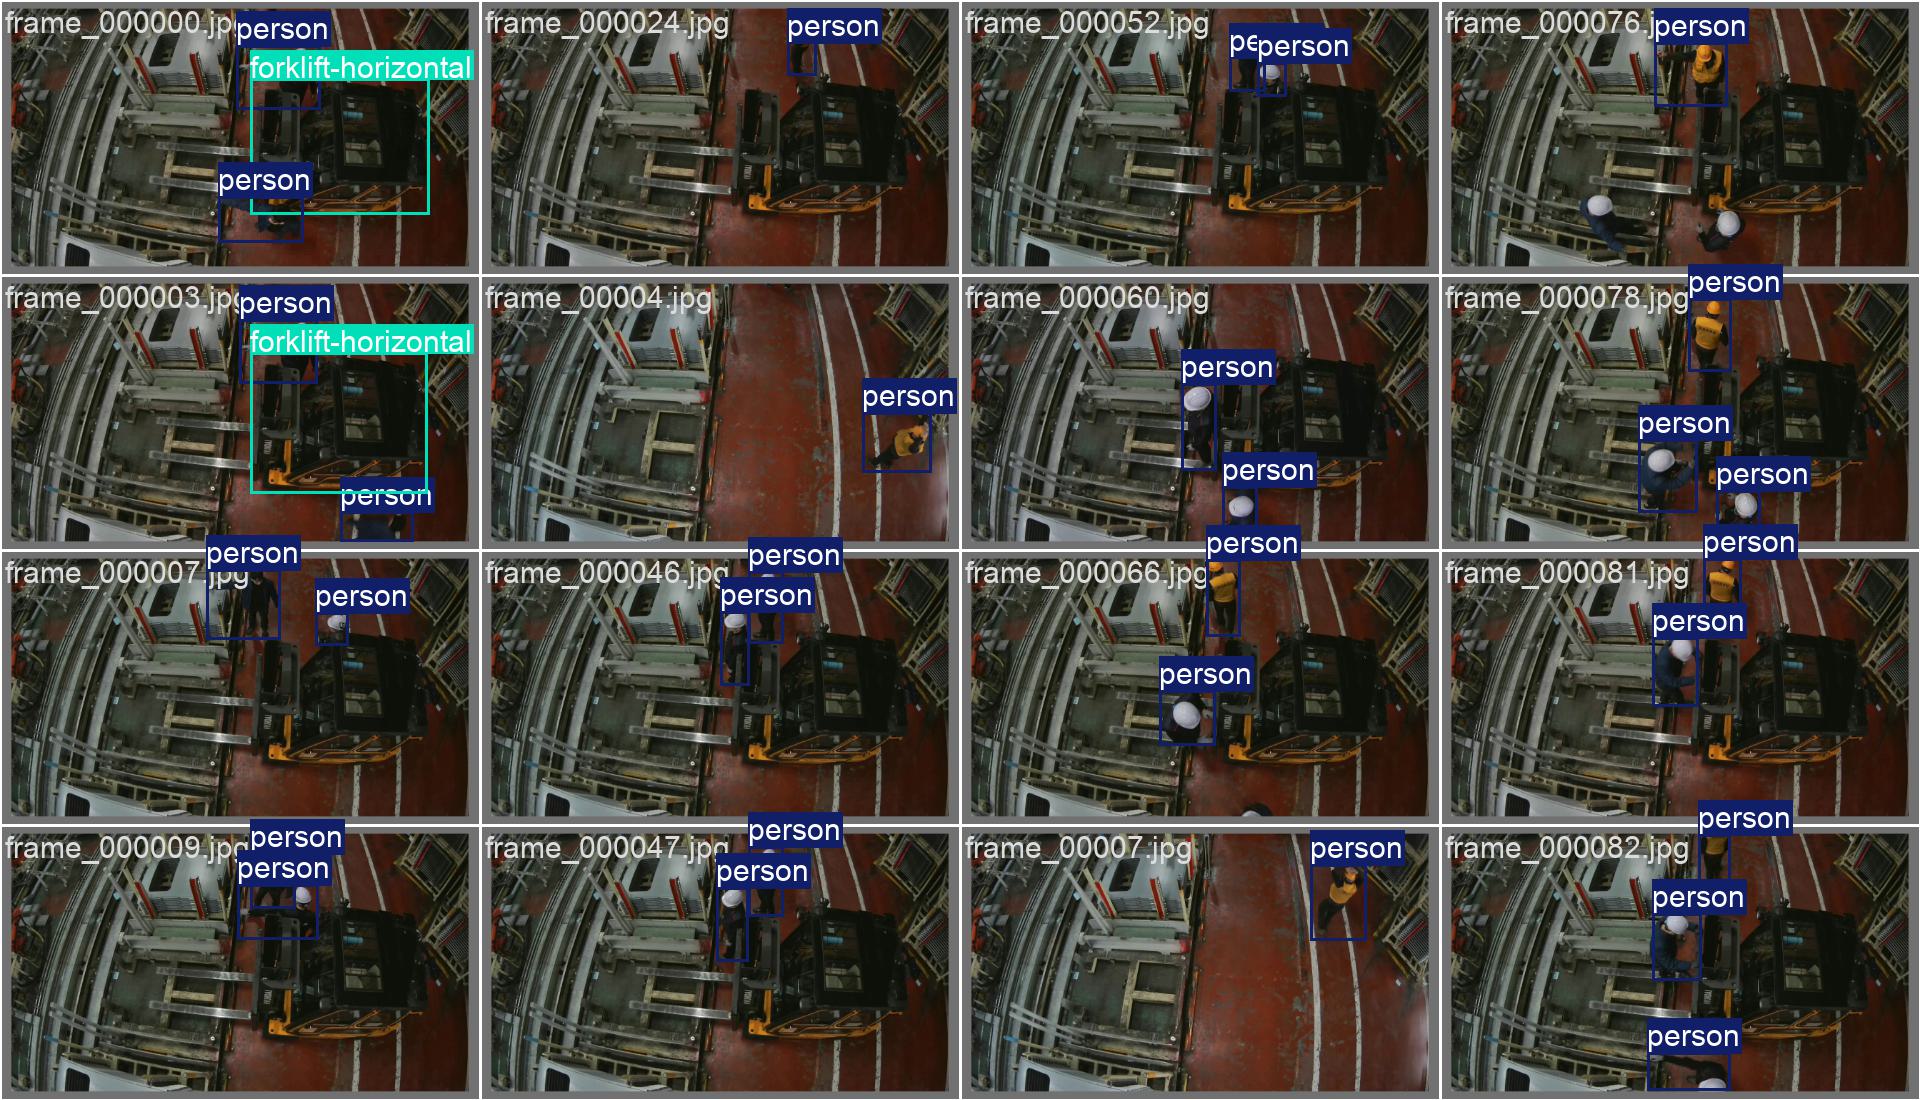 frame_000000.jpg
person
forklift-horizontal
person
frame_000024.jpg
person
frame_000052.jpg
pe
person
frame_000076.j
person
frame_000003.jpg
person
forklift-horizontal
person
frame_00004.jpg
person
frame_000060.jpg
person
person
frame_000078.jpg
person
person
person
frame_000007.jpg
person
person
frame_000046.jpg
person
person
frame_000066.jpg
person
person
frame_000081.jpg
person
person
frame_000009.jpg
person
person
frame_000047.jpg
person
person
frame_00007.jpg
person
frame_000082.jpg
person
person
person